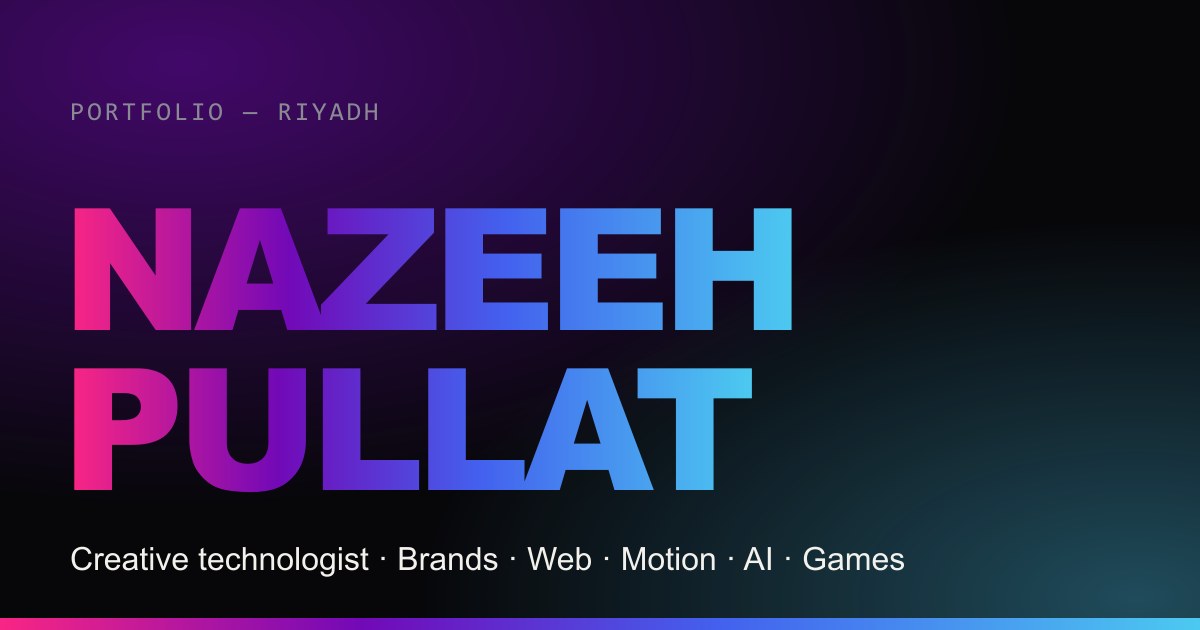 PORTFOLIO — RIYADH
NAZEEH
PULLAT
Creative technologist · Brands · Web · Motion · AI · Games